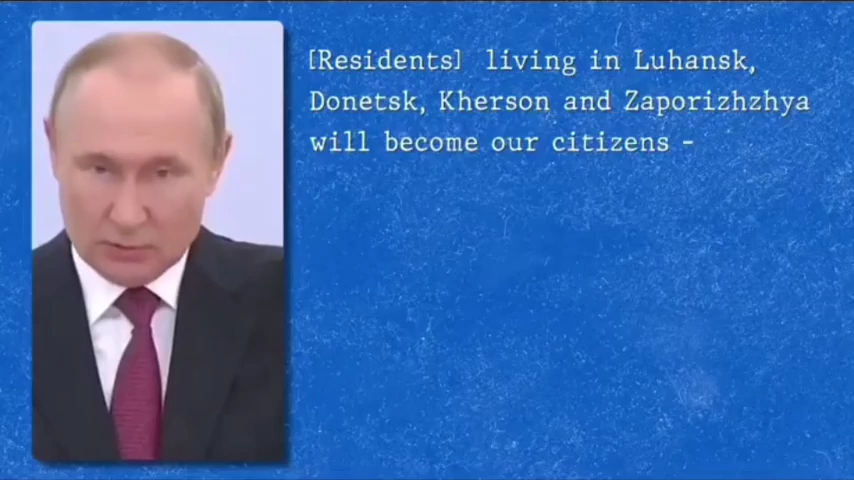 [Residents] living in Luhansk,
Donetsk, Kherson and Zaporizhzhya
will become our citizens -